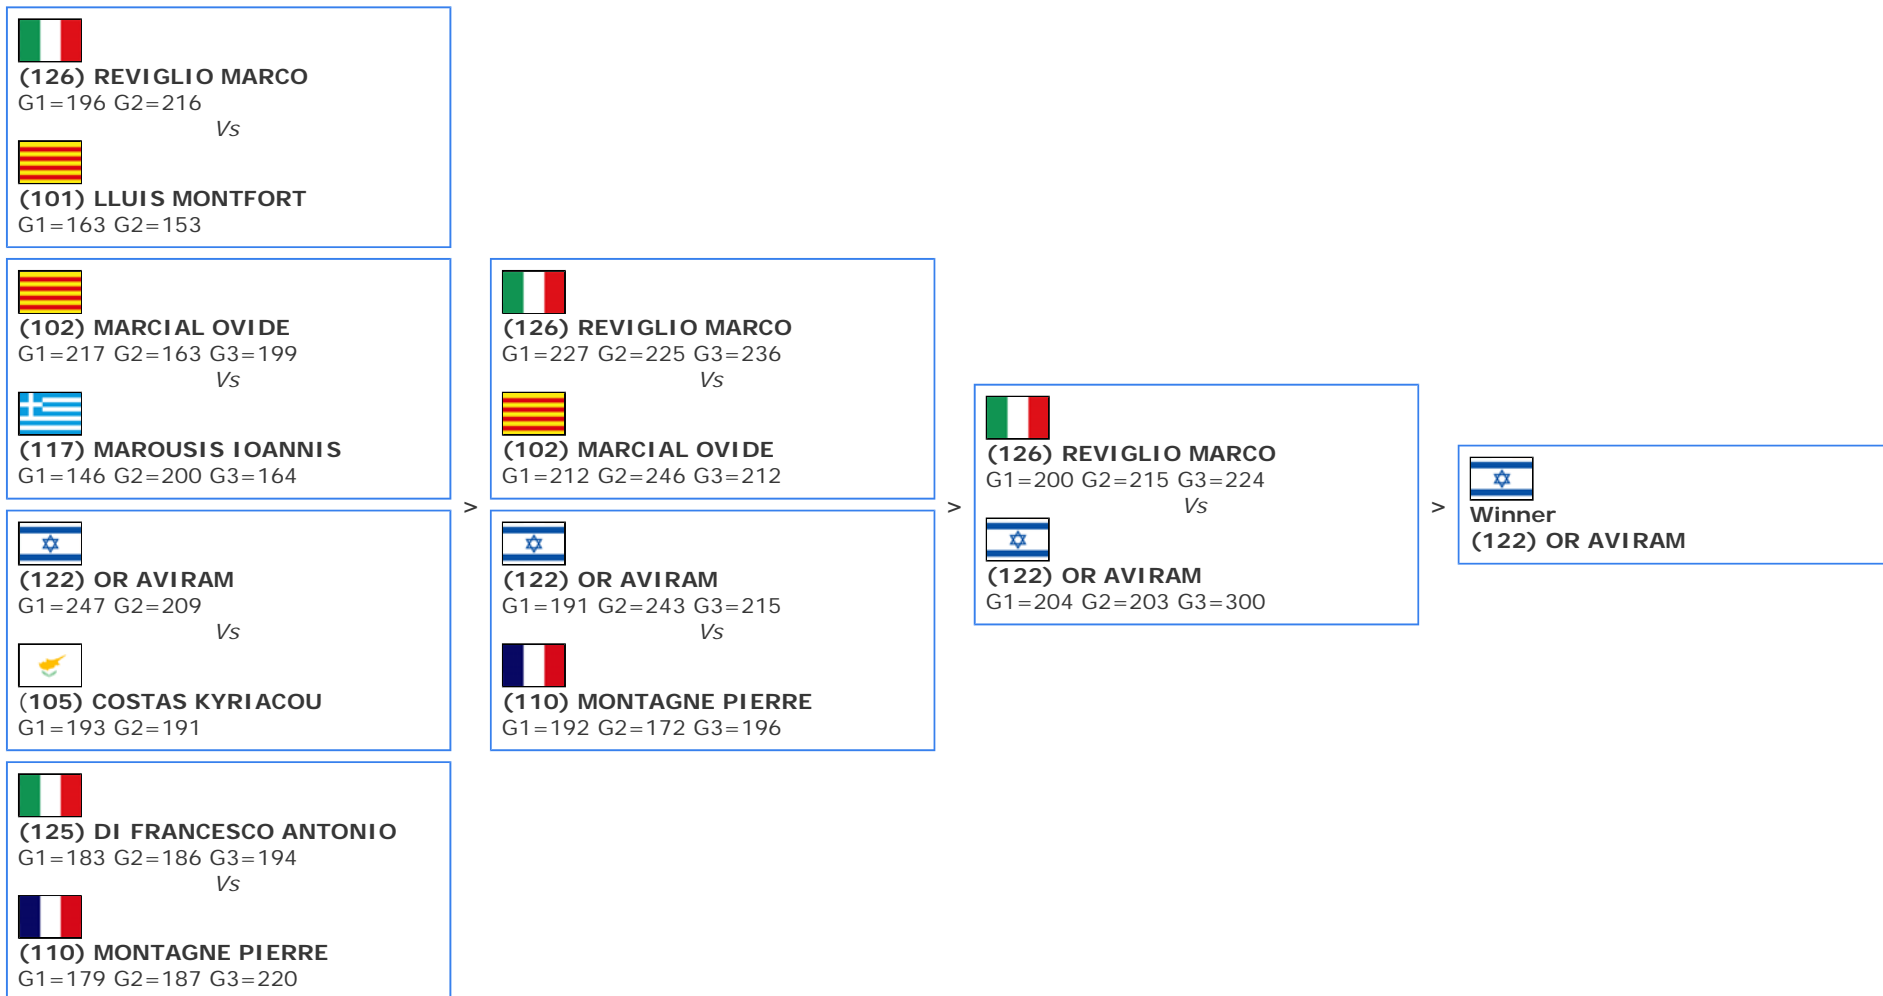 (126) REVIGLIO MARCO
G1=196 G2=216
Vs
(101) LLUIS MONTFORT
G1=163 G2=153
(102) MARCIAL OVIDE
G1=217 G2=163 G3=199
Vs
(117) MAROUSIS IOANNIS
G1=146 G2=200 G3=164
(122) OR AVIRAM
G1=247 G2=209
Vs
(105) COSTAS KYRIACOU
G1=193 G2=191
(125) DI FRANCESCO ANTONIO
G1=183 G2=186 G3=194
Vs
(110) MONTAGNE PIERRE
G1=179 G2=187 G3=220
>
(126) REVIGLIO MARCO
G1=227 G2=225 G3=236
Vs
(102) MARCIAL OVIDE
G1=212 G2=246 G3=212
(122) OR AVIRAM
G1=191 G2=243 G3=215
Vs
(110) MONTAGNE PIERRE
G1=192 G2=172 G3=196
>
(126) REVIGLIO MARCO
G1=200 G2=215 G3=224
Vs
(122) OR AVIRAM
G1=204 G2=203 G3=300
>
Winner
(122) OR AVIRAM